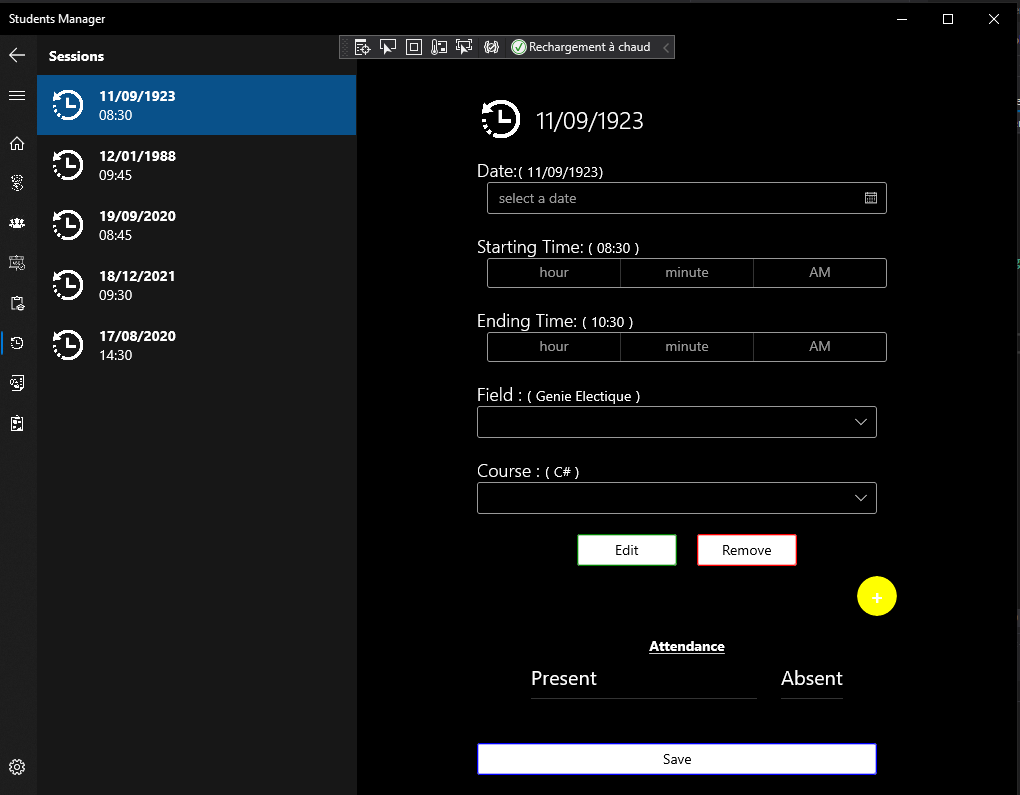 Students Manager
Sessions
Rechargement à chaud
11/09/1923
08:30
12/01/1988
09:45
19/09/2020
08:45
18/12/2021
09:30
17/08/2020
14:30
11/09/1923
Date:( 11/09/1923)
select a date
Starting Time: ( 08:30 )
hour minute AM
Ending Time: ( 10:30 )
hour minute AM
Field : ( Genie Electique )
Course : ( C# )
Edit Remove
+
Attendance
Present Absent
Save